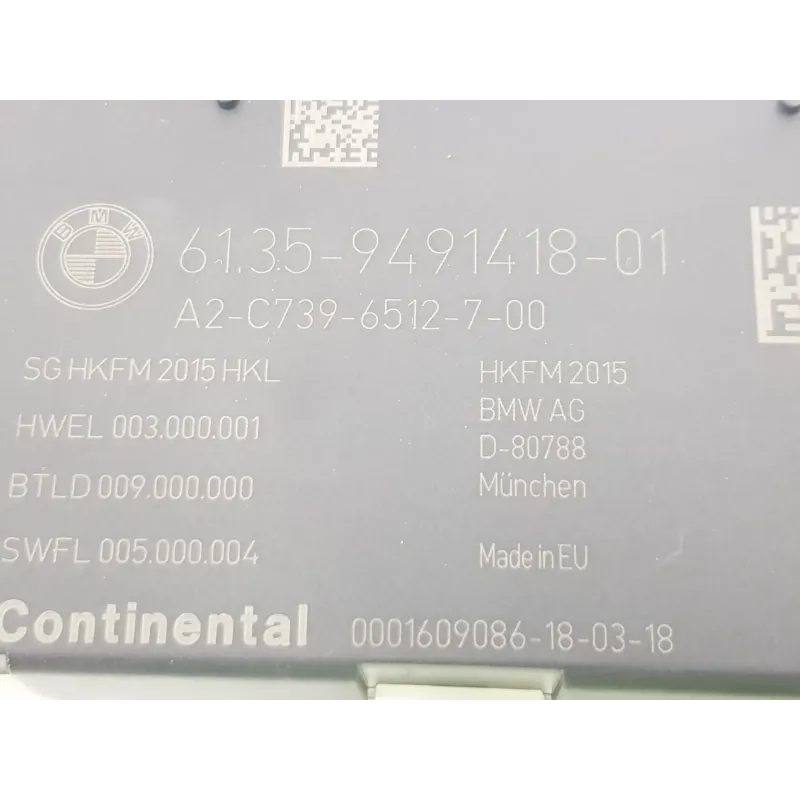 BMW
61.35-9491418-01
A2-C739-6512-7-00
SG HKFM 2015 HKL
HWEL 003.000.001
BTLD 009.000.000
SWFL 005.000.004
HKFM 2015
BMW AG
D-80788
München
Made in EU
Continental 0001609086-18-03-18